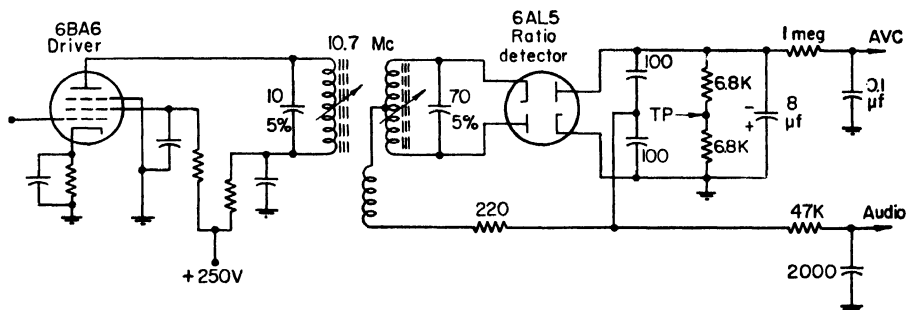 6BA6
Driver
10.7 Mc
6AL5
Ratio
detector
1 meg
AVC
10
5%
70
5%
100
100
6.8K
TP
6.8K
-
+
8
μf
0.1
μf
220
47K
Audio
2000
+250V